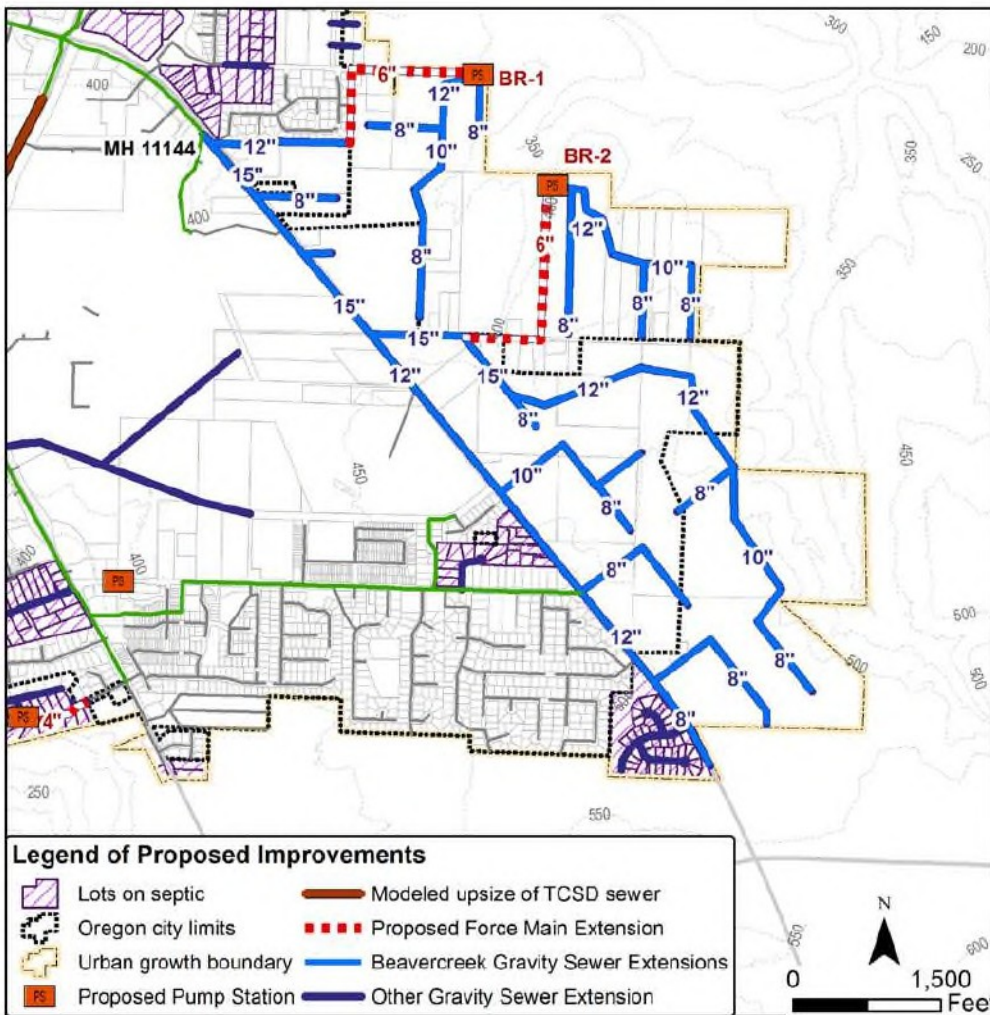 300
150
200
400
PS
BR-1
6"
12"
8"
8"
MH 11144
12"
10"
350
350
250
BR-2
15"
PS
8"
400
12"
6"
8"
10"
350
15"
8"
8"
8"
15"
12"
15"
12"
12"
8"
450
450
10"
8"
8"
400
400
PS
10"
8"
500
12"
8"
8"
500
500
PS
4"
8"
250
550
Legend of Proposed Improvements
Lots on septic
Modeled upsize of TCSD sewer
Oregon city limits
Proposed Force Main Extension
Urban growth boundary
Beavercreek Gravity Sewer Extensions
PS
Proposed Pump Station
Other Gravity Sewer Extension
N
0
1,500
Feet
550
600